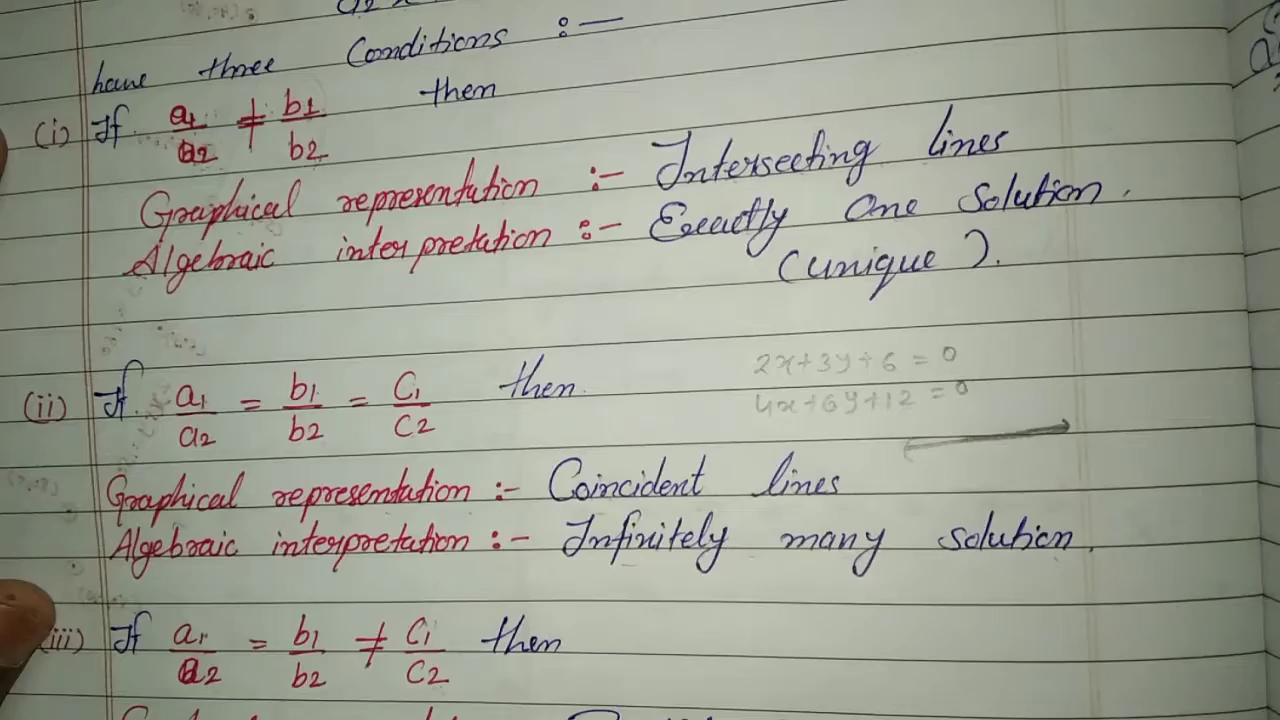 have three Conditions :—
(i) If a1/a2 ≠ b1/b2 then
Graphical representation :- Intersecting lines
Algebraic interpretation :- Exactly One Solution.
(unique).
(ii) If a1/a2 = b1/b2 = C1/C2 then
2x+3y+6 = 0
4x+6y+12 = 0
Graphical representation :- Coincident lines
Algebraic interpretation :- Infinitely many solution.
(iii) If a1/a2 = b1/b2 ≠ C1/C2 then